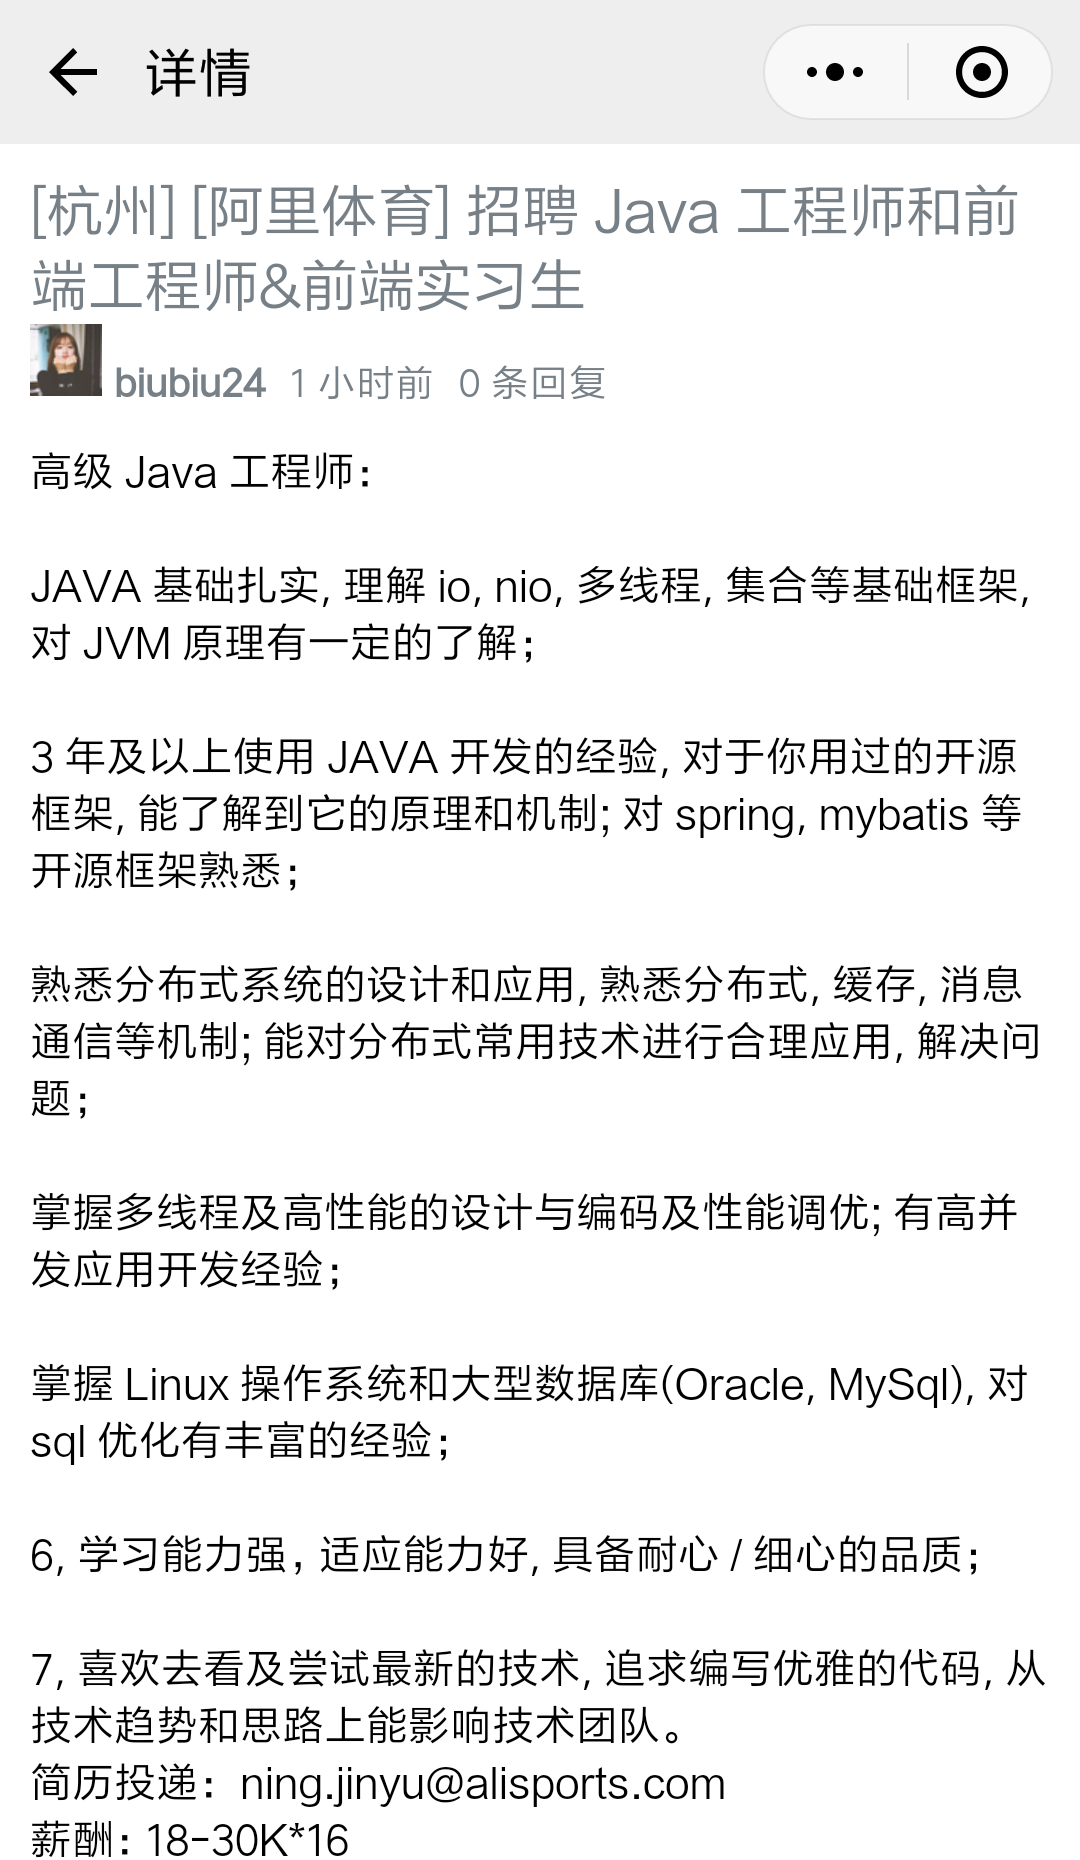 详情
[杭州] [阿里体育] 招聘 Java 工程师和前
端工程师&前端实习生
biubiu24 1 小时前 0 条回复
高级 Java 工程师：
JAVA 基础扎实, 理解 io, nio, 多线程, 集合等基础框架,
对 JVM 原理有一定的了解；
3 年及以上使用 JAVA 开发的经验, 对于你用过的开源
框架, 能了解到它的原理和机制; 对 spring, mybatis 等
开源框架熟悉；
熟悉分布式系统的设计和应用, 熟悉分布式, 缓存, 消息
通信等机制; 能对分布式常用技术进行合理应用, 解决问
题；
掌握多线程及高性能的设计与编码及性能调优; 有高并
发应用开发经验；
掌握 Linux 操作系统和大型数据库(Oracle, MySql), 对
sql 优化有丰富的经验；
6, 学习能力强，适应能力好, 具备耐心 / 细心的品质；
7, 喜欢去看及尝试最新的技术, 追求编写优雅的代码, 从
技术趋势和思路上能影响技术团队。
简历投递：ning.jinyu@alisports.com
薪酬：18-30K*16